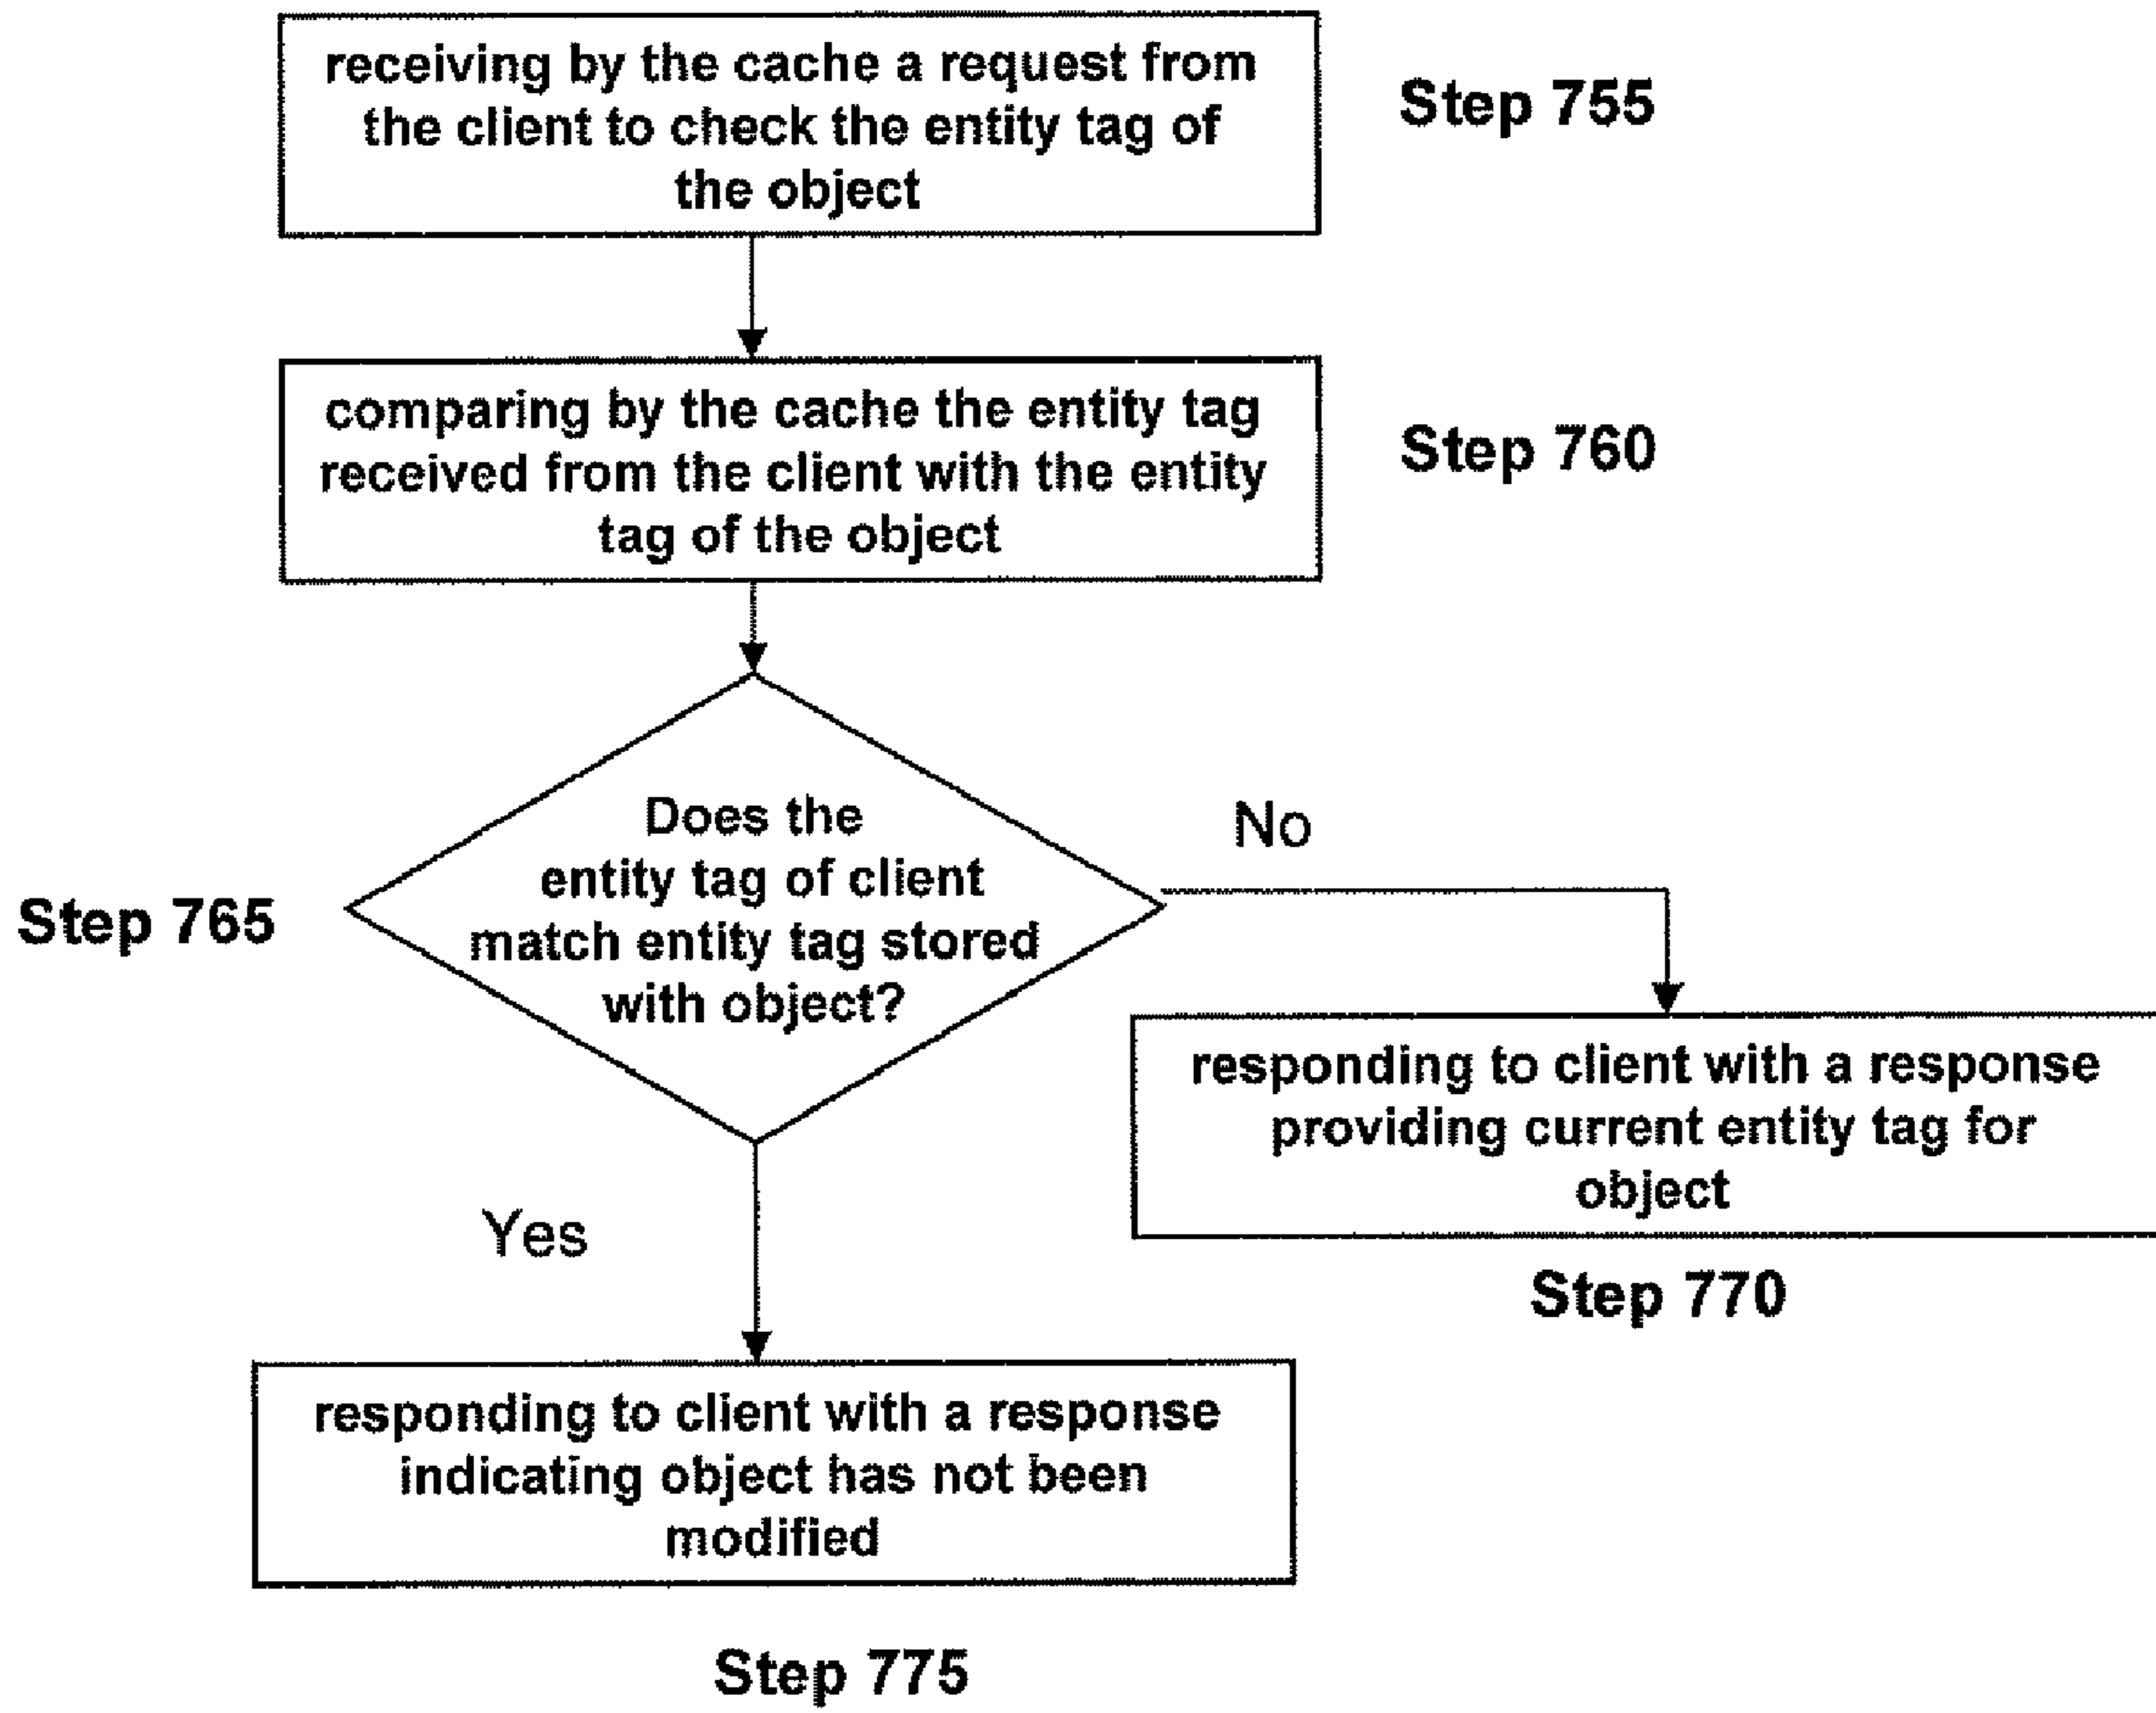 receiving by the cache a request from
the client to check the entity tag of
the object
Step 755
comparing by the cache the entity tag
received from the client with the entity
tag of the object
Step 760
Does the
entity tag of client
match entity tag stored
with object?
Step 765
No
responding to client with a response
providing current entity tag for
object
Step 770
Yes
responding to client with a response
indicating object has not been
modified
Step 775